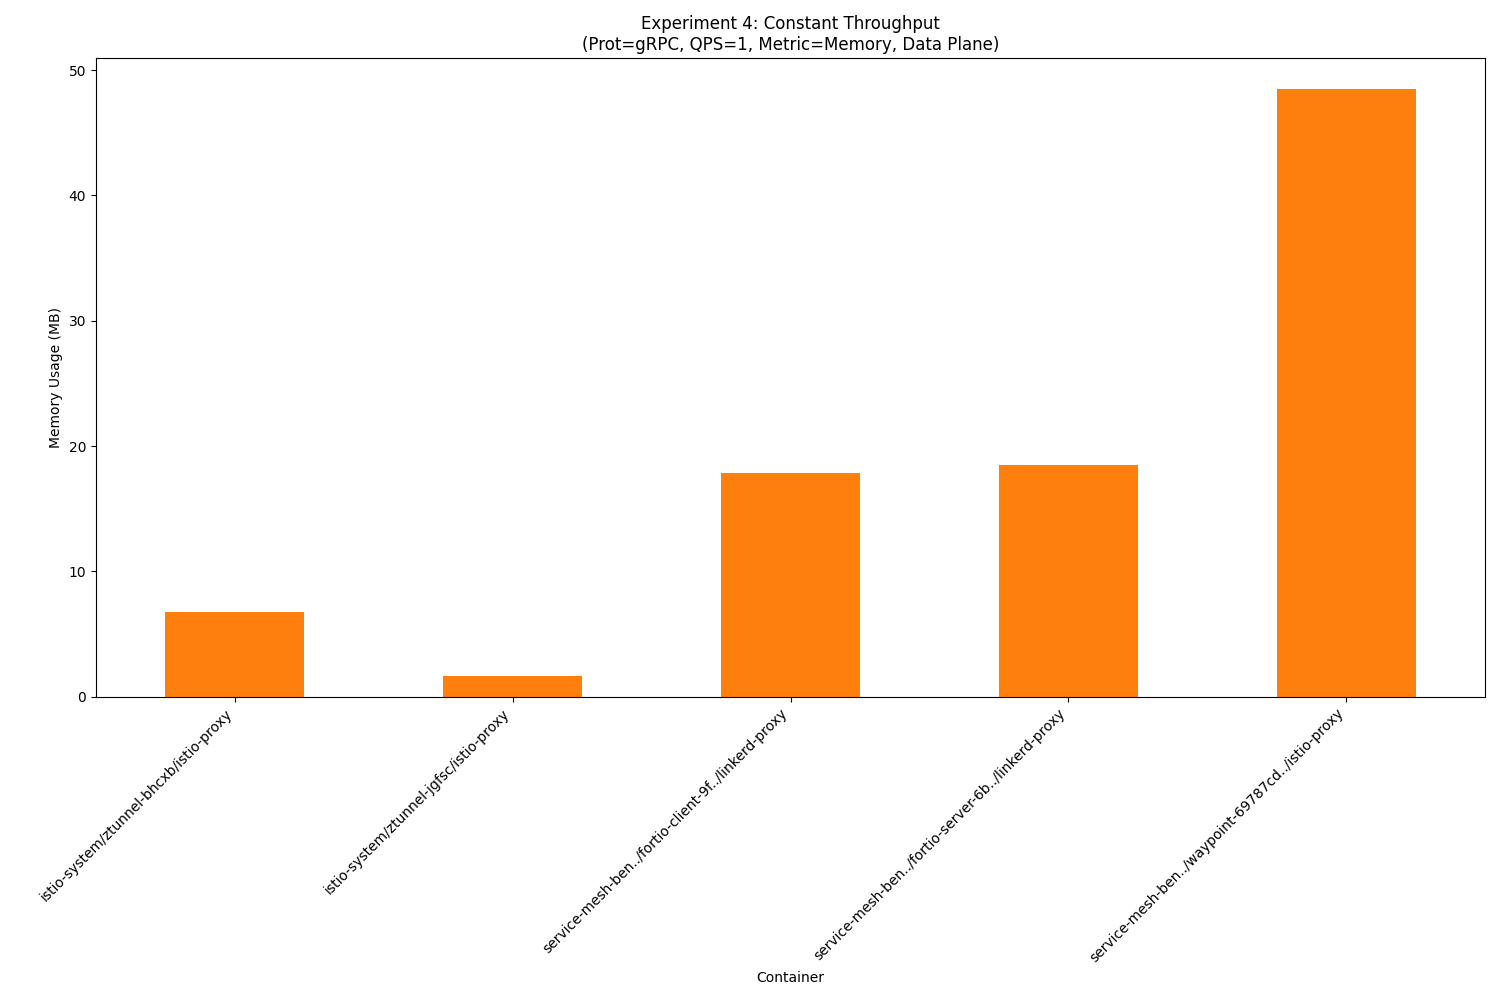 Experiment 4: Constant Throughput
(Prot=gRPC, QPS=1, Metric=Memory, Data Plane)
Memory Usage (MB)
50
40
30
20
10
0
istio-system/ztunnel-bhcxb/istio-proxy
istio-system/ztunnel-jgfsc/istio-proxy
service-mesh-ben../fortio-client-9f../linkerd-proxy
service-mesh-ben../fortio-server-6b../linkerd-proxy
service-mesh-ben../waypoint-69787cd../istio-proxy
Container